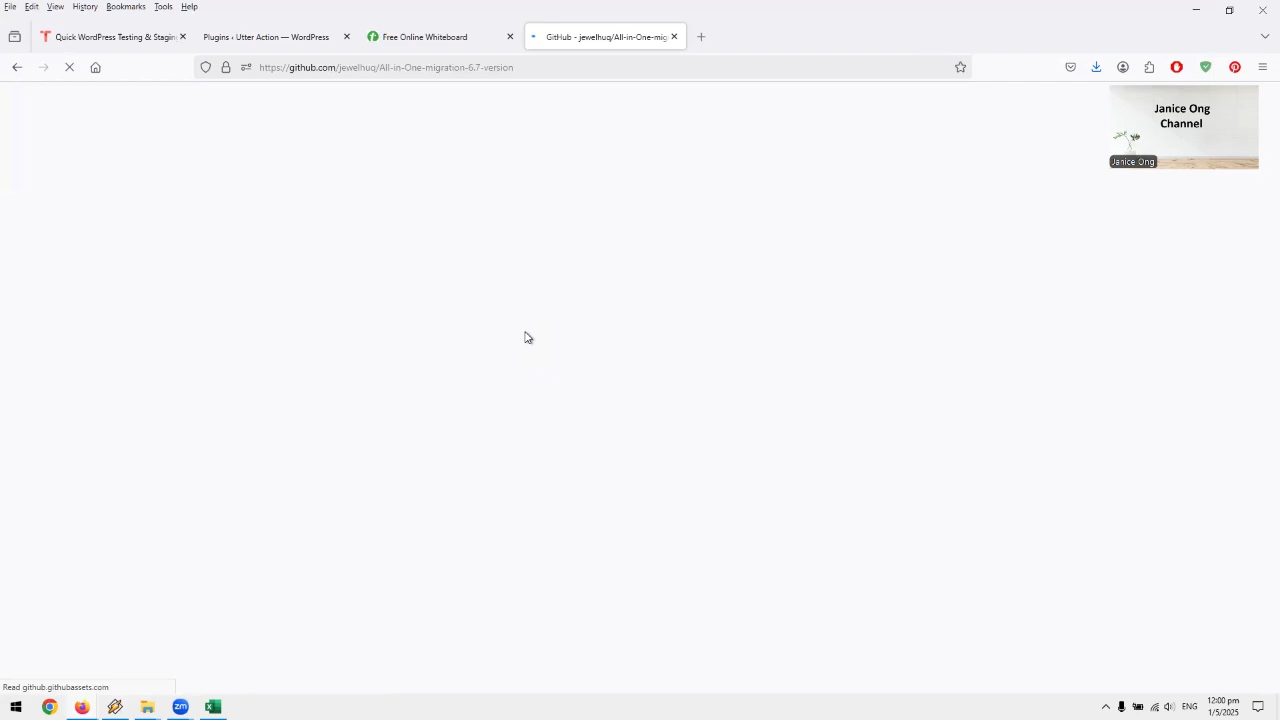 File Edit View History Bookmarks Tools Help
Quick WordPress Testing & Staging
Plugins ‹ Utter Action — WordPress
Free Online Whiteboard
GitHub - jewelhuq/All-in-One-mig
https://github.com/jewelhuq/All-in-One-migration-6.7-version
Janice Ong
Channel
Janice Ong
Read github.githubassets.com
zm
ENG
12:00 pm
1/5/2025